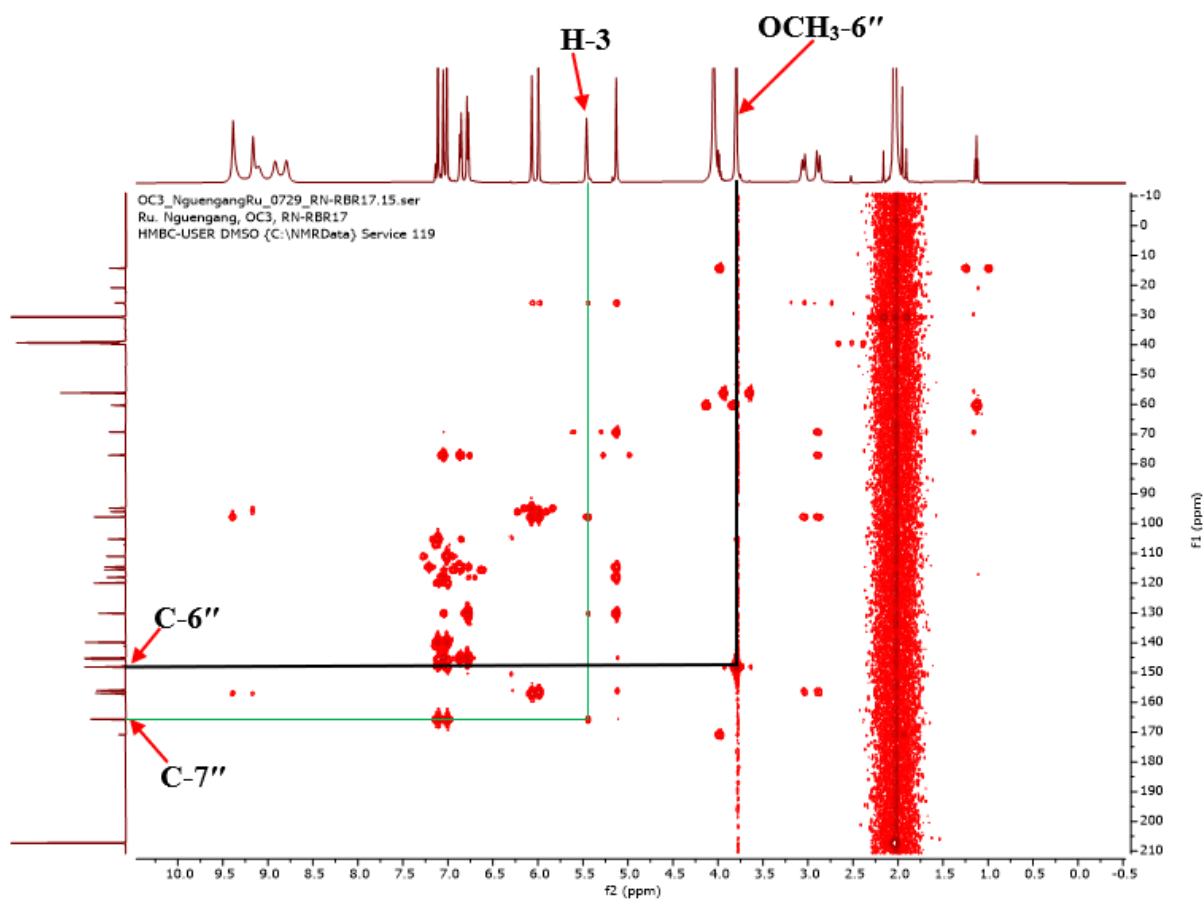 H-3
OCH₃-6″
OC3_NguengangRu_0729_RN-RBR17.15.ser
Ru. Nguengang, OC3, RN-RBR17
HMBC-USER DMSO {C:\NMRData} Service 119
C-6″
C-7″
-10
0
10
20
30
40
50
60
70
80
90
100
110
120
130
140
150
160
170
180
190
200
210
f1 (ppm)
10.0 9.5 9.0 8.5 8.0 7.5 7.0 6.5 6.0 5.5 5.0 4.5 4.0 3.5 3.0 2.5 2.0 1.5 1.0 0.5 0.0 -0.5
f2 (ppm)